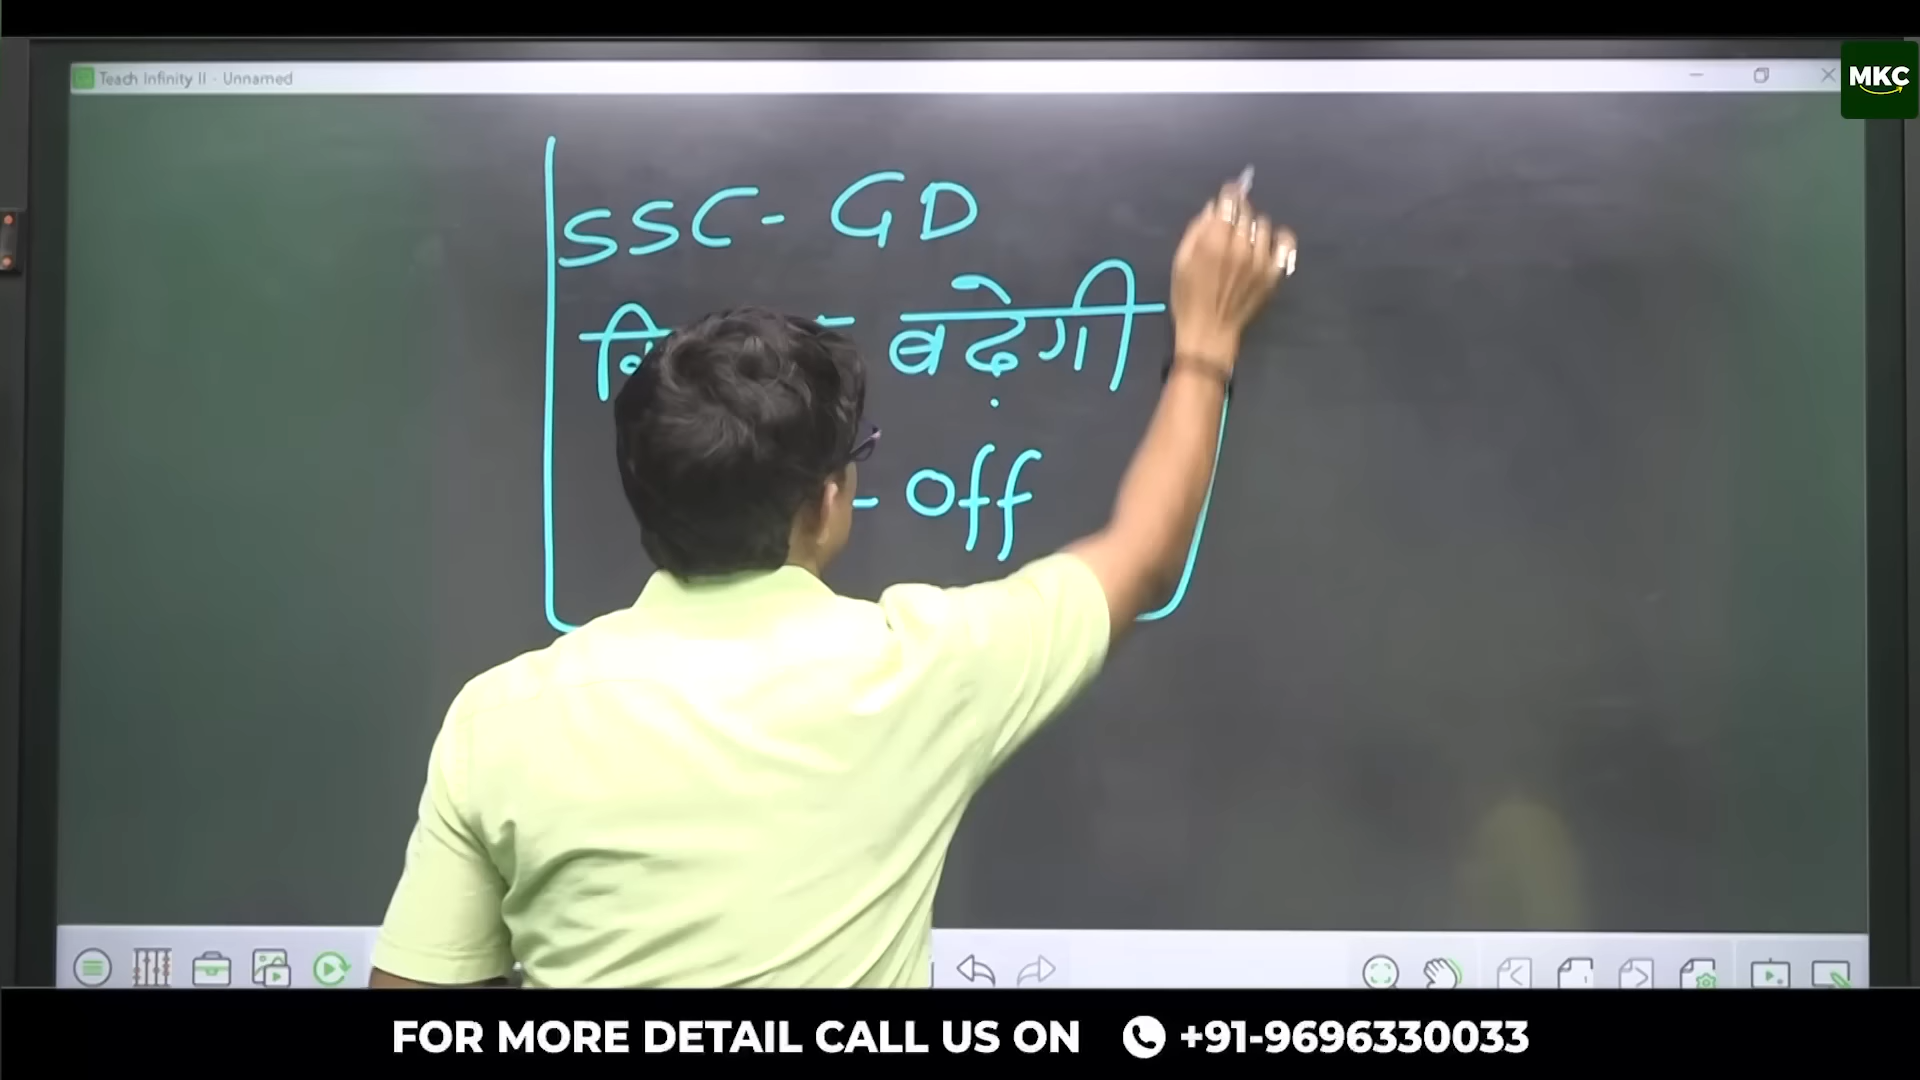 Teach Infinity II - Unnamed
MKC
SSC- GD
बढ़ेगी
- Off
FOR MORE DETAIL CALL US ON +91-9696330033